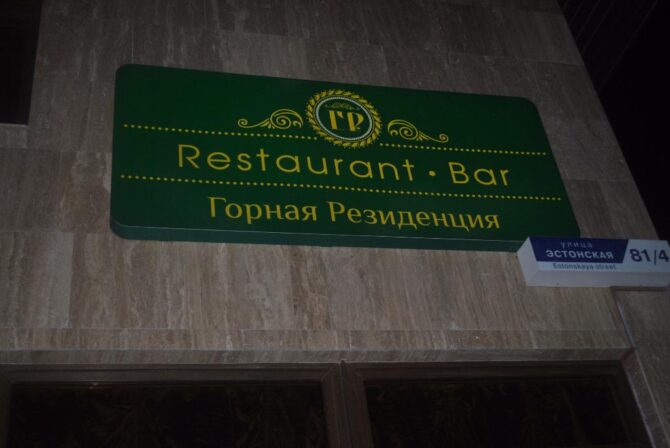 ГР
Restaurant • Bar
Горная Резиденция
улица
ЭСТОНСКАЯ
Estonskaya street
81/4